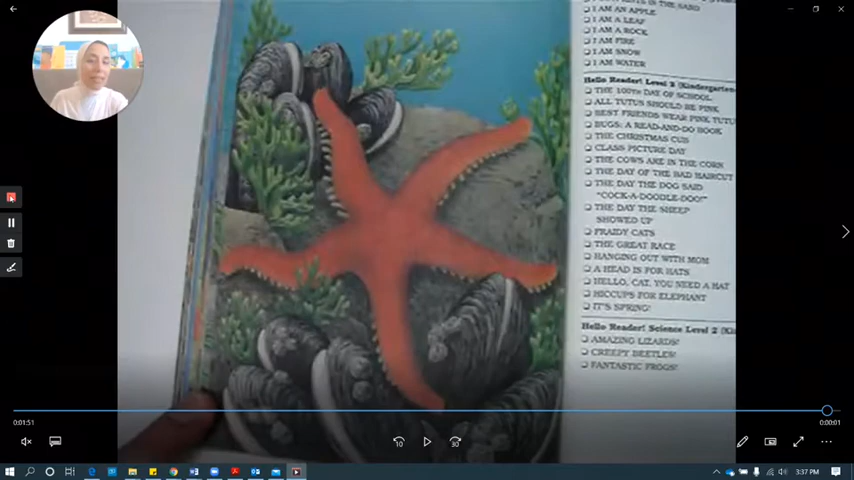 I AM AN APPLE
I AM A LEAF
I AM A ROCK
I AM FIRE
I AM SNOW
I AM WATER
Hello Reader! Level 2 (Kindergarten
THE 100TH DAY OF SCHOOL
ALL TUTUS SHOULD BE PINK
BEST FRIENDS WEAR PINK TUTU
BUGS: A READ-AND-DO BOOK
THE CHRISTMAS CUB
CLASS PICTURE DAY
THE COWS ARE IN THE CORN
THE DAY OF THE BAD HAIRCUT
THE DAY THE DOG SAID
"COCK-A-DOODLE-DOO!"
THE DAY THE SHEEP
SHOWED UP
FRAIDY CATS
THE GREAT RACE
HANGING OUT WITH MOM
A HEAD IS FOR HATS
HELLO, CAT, YOU NEED A HAT
HICCUPS FOR ELEPHANT
IT'S SPRING!
Hello Reader! Science Level 2 (Ki
AMAZING LIZARDS!
CREEPY BEETLES!
FANTASTIC FROGS!
0:01:51
0:00:01
10
30
3:37 PM